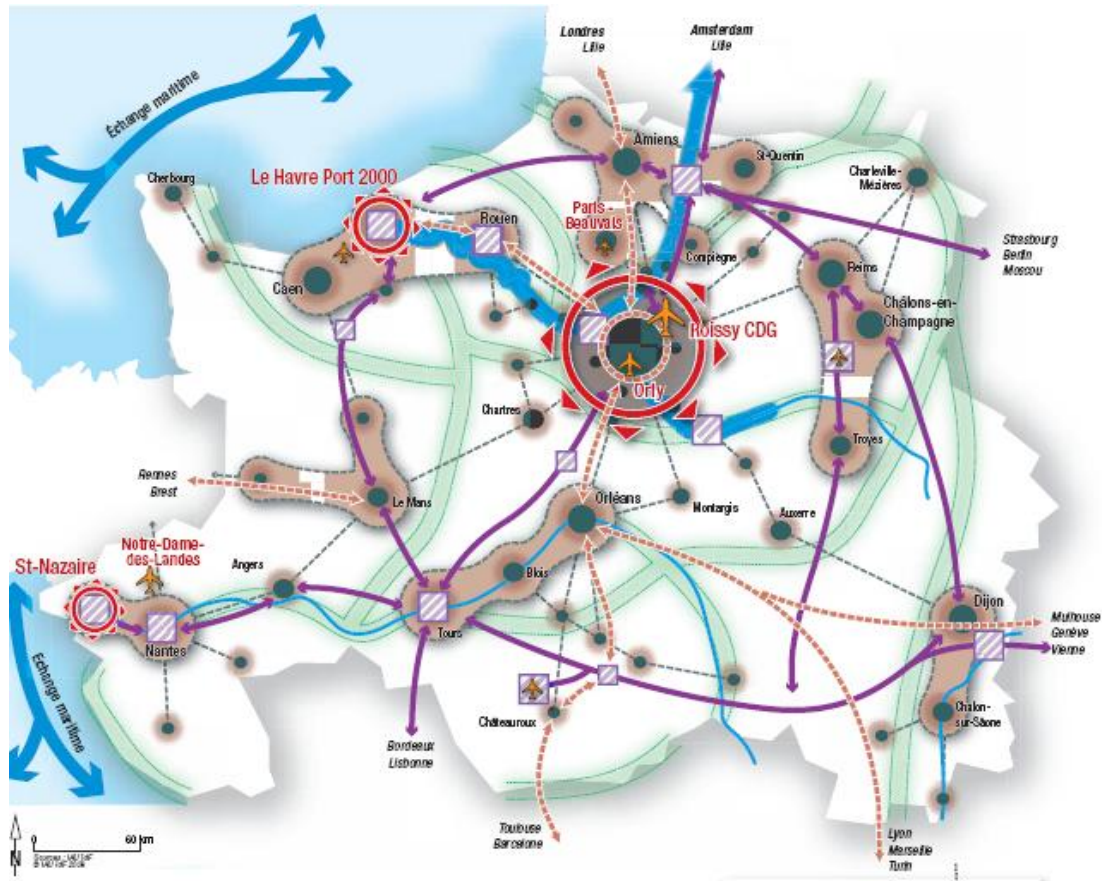 Londres
Lille
Amsterdam
Lille
Échange maritime
Amiens
St-Quentin
Charleville-
Mézières
Cherbourg
Le Havre Port 2000
Rouen
Paris -
Beauvais
Compiègne
Strasbourg
Berlin
Moscou
Caen
Reims
Châlons-en-
Champagne
Roissy CDG
Orly
Chartres
Troyes
Rennes
Brest
Le Mans
Orléans
Montargis
Auxerre
Notre-Dame-
des-Landes
St-Nazaire
Angers
Blois
Dijon
Nantes
Tours
Mulhouse
Genève
Vienne
Échange maritime
Châteauroux
Chalon-
sur-Sâone
Bordeaux
Lisbonne
Toulouse
Barcelone
Lyon
Marseille
Turin
N
0 60 km